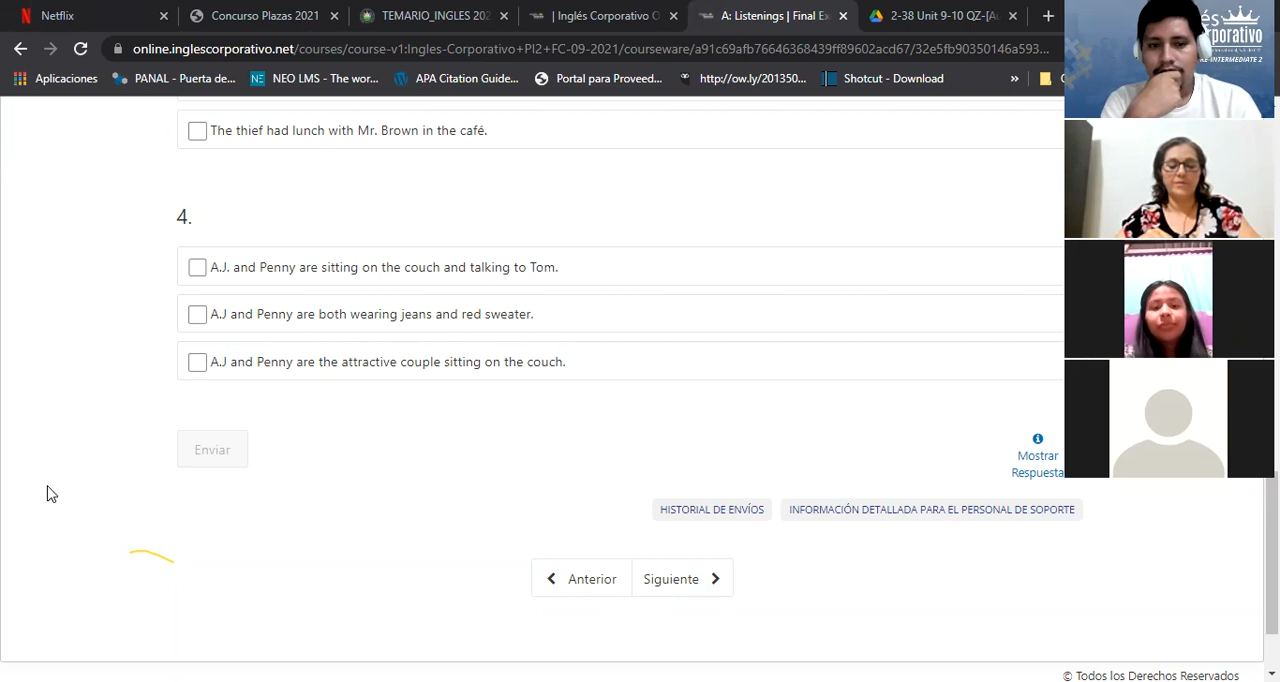 Netflix
Concurso Plazas 2021
TEMARIO_INGLES 202
| Inglés Corporativo O
A: Listenings | Final Ex
2-38 Unit 9-10 QZ-[A
online.inglescorporativo.net/courses/course-v1:Ingles-Corporativo+PI2+FC-09-2021/courseware/a91c69afb76646368439ff89602acd67/32e5fb90350146a593...
Aplicaciones
PANAL - Puerta de...
NEO LMS - The wor...
APA Citation Guide...
Portal para Proveed...
http://ow.ly/201350...
Shotcut - Download
»
The thief had lunch with Mr. Brown in the café.
4.
A.J. and Penny are sitting on the couch and talking to Tom.
A.J and Penny are both wearing jeans and red sweater.
A.J and Penny are the attractive couple sitting on the couch.
Enviar
Mostrar
Respuesta
HISTORIAL DE ENVÍOS
INFORMACIÓN DETALLADA PARA EL PERSONAL DE SOPORTE
Anterior
Siguiente
© Todos los Derechos Reservados